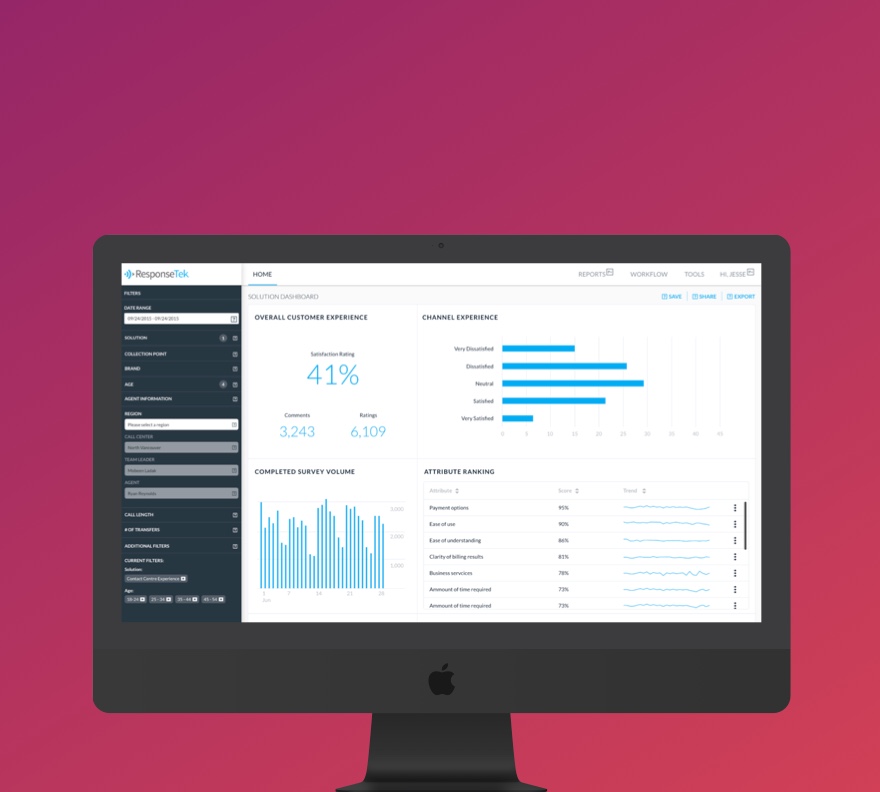 ResponseTek
HOME
REPORTS
WORKFLOW
TOOLS
HI, JESSE
FILTERS
SOLUTION DASHBOARD
SAVE
SHARE
EXPORT
DATE RANGE
09/24/2015 - 09/24/2015
SOLUTION
COLLECTION POINT
BRAND
AGE
AGENT INFORMATION
REGION
Please select a region
CALL CENTER
North Vancouver
TEAM LEADER
AGENT
Ryan Reynolds
CALL LENGTH
# OF TRANSFERS
ADDITIONAL FILTERS
CURRENT FILTERS:
Solution:
Contact Centre Experience
Age:
18-24
25 - 34
35 - 44
45 - 54
OVERALL CUSTOMER EXPERIENCE
Satisfaction Rating
41%
Comments
Ratings
3,243
6,109
CHANNEL EXPERIENCE
Very Dissatisfied
Dissatisfied
Neutral
Satisfied
Very Satisfied
0 5 10 15 20 25 30 35 40 45
COMPLETED SURVEY VOLUME
3,000
2,000
1,000
1 7 14 21 28
Jun
ATTRIBUTE RANKING
Attribute Score Trend
Payment options 95%
Ease of use 90%
Ease of understanding 86%
Clarity of billing results 81%
Business servcices 78%
Ammount of time required 73%
Ammount of time required 73%